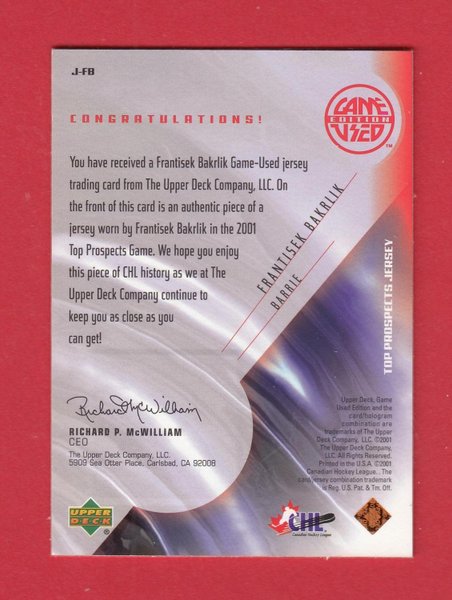 J-FB
CONGRATULATIONS!
GAME
EDITION
USED
TM
You have received a Frantisek Bakrlik Game-Used jersey
trading card from The Upper Deck Company, LLC. On
the front of this card is an authentic piece of a
jersey worn by Frantisek Bakrlik in the 2001
Top Prospects Game. We hope you enjoy
this piece of CHL history as we at The
Upper Deck Company continue to
keep you as close as you
can get!
FRANTISEK BAKRLIK
BARRIE
TOP PROSPECTS JERSEY
Richard McWilliam
RICHARD P. McWILLIAM
CEO
The Upper Deck Company, LLC.
5909 Sea Otter Place, Carlsbad, CA 92008
Upper Deck, Game
Used Edition and the
card/hologram
combination are
trademarks of The Upper
Deck Company, LLC. ©2001
The Upper Deck Company,
LLC. All Rights Reserved.
Printed in the U.S.A. ©2001
Canadian Hockey League. . The
card/jersey combination trademark
is Reg. U.S. Pat. & Tm. Off.
UPPER
DECK
®
CHL
Canadian Hockey League